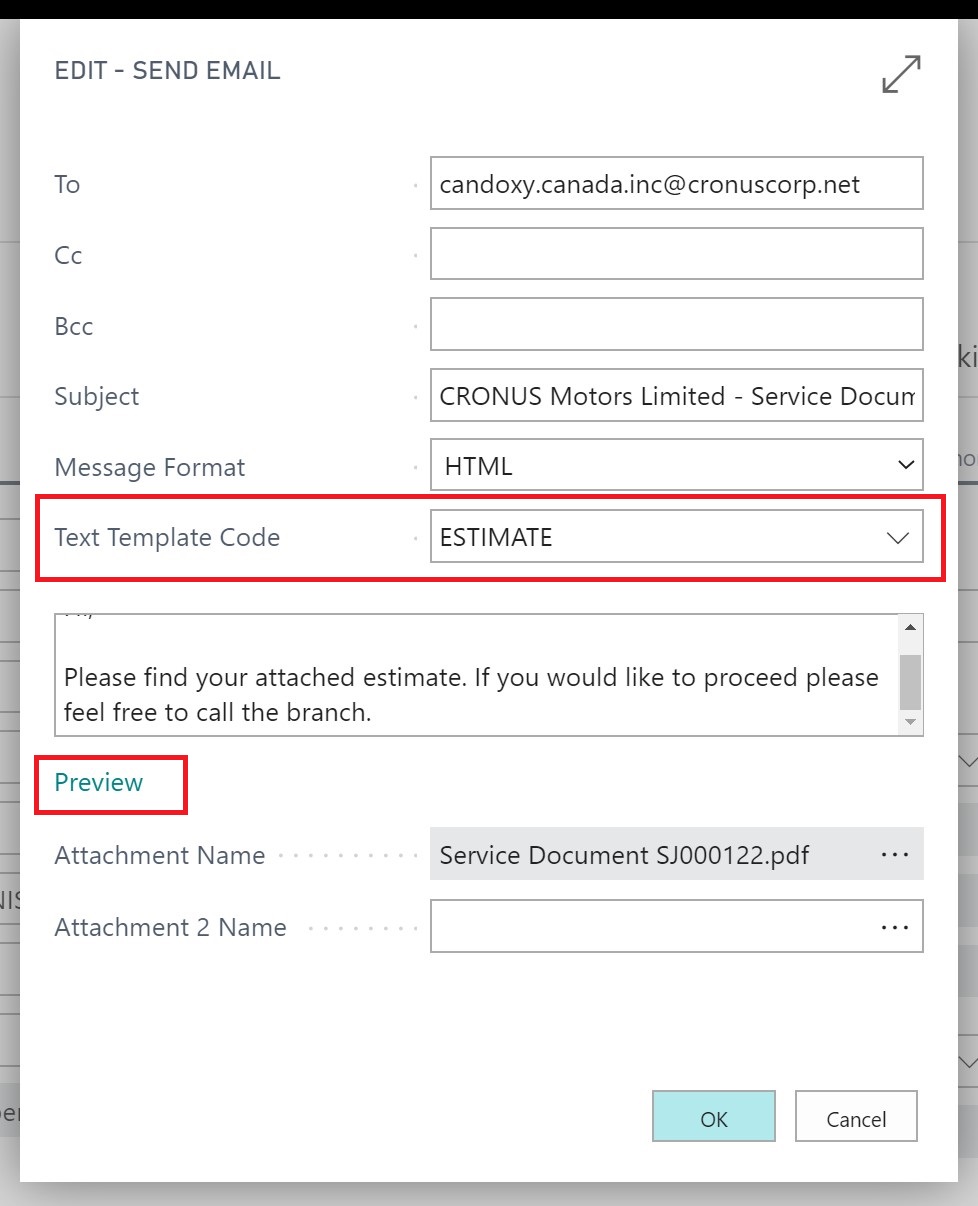 EDIT - SEND EMAIL
To
candoxy.canada.inc@cronuscorp.net
Cc
Bcc
Subject
CRONUS Motors Limited - Service Docum
Message Format
HTML
Text Template Code
ESTIMATE
Please find your attached estimate. If you would like to proceed please
feel free to call the branch.
Preview
Attachment Name
Service Document SJ000122.pdf
Attachment 2 Name
OK
Cancel